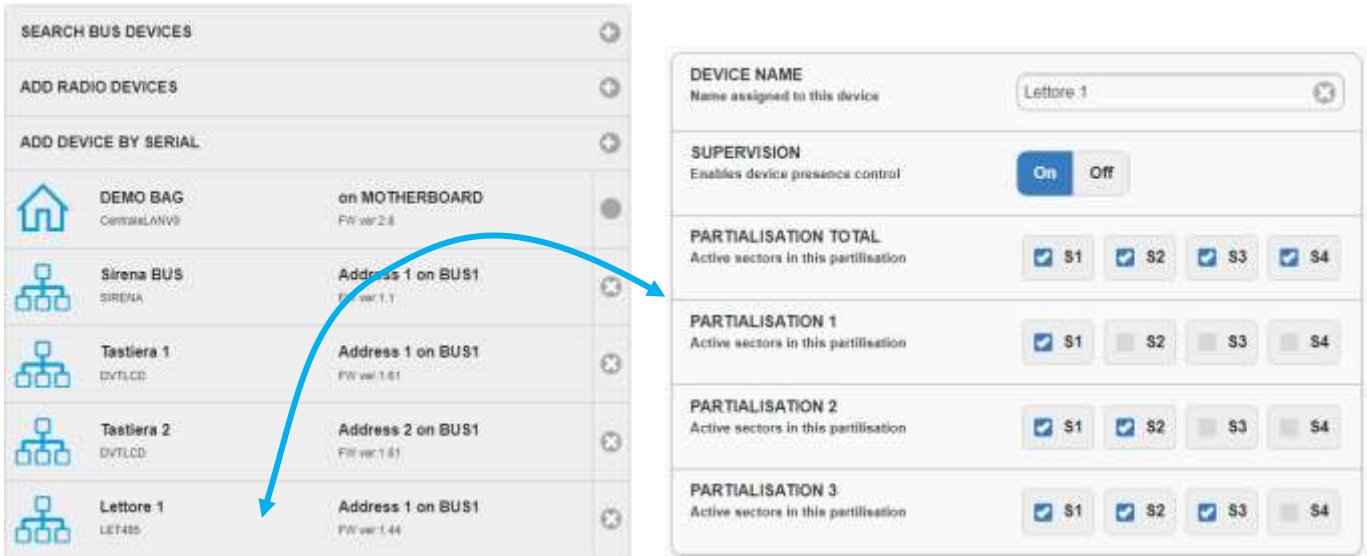 SEARCH BUS DEVICES
ADD RADIO DEVICES
ADD DEVICE BY SERIAL
DEMO BAG on MOTHERBOARD
CentraleLANV9 FW ver:2.8
Sirena BUS Address 1 on BUS1
SIRENA FW ver:1.1
Tastiera 1 Address 1 on BUS1
DVTLCD FW ver:1.61
Tastiera 2 Address 2 on BUS1
DVTLCD FW ver:1.61
Lettore 1 Address 1 on BUS1
LET485 FW ver:1.44
DEVICE NAME
Name assigned to this device
Lettore 1
SUPERVISION
Enables device presence control
On Off
PARTIALISATION TOTAL
Active sectors in this partilisation
S1 S2 S3 S4
PARTIALISATION 1
Active sectors in this partilisation
S1 S2 S3 S4
PARTIALISATION 2
Active sectors in this partilisation
S1 S2 S3 S4
PARTIALISATION 3
Active sectors in this partilisation
S1 S2 S3 S4